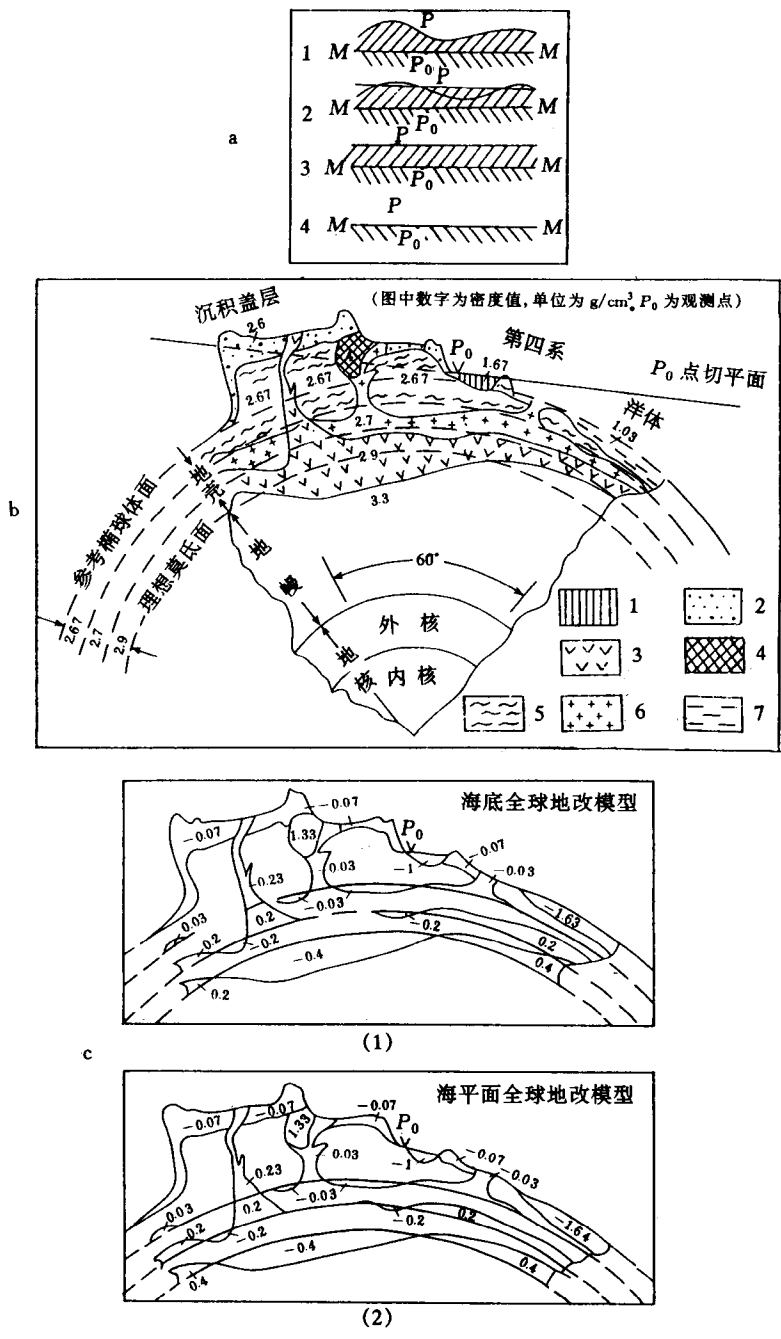 a
P
1 M P₀ M
P
2 M P₀ M
P
3 M P₀ M
P
4 M P₀ M
b
(图中数字为密度值,单位为 g/cm³。P₀ 为观测点)
沉积盖层
2.6
第四系
P₀
1.67
P₀ 点切平面
2.67
2.67
2.67
洋体
1.03
2.7
2.9
3.3
地壳
参考椭球体面
理想莫氏面
2.67
2.7
2.9
地幔
60°
外核
地核
内核
1
2
3
4
5
6
7
c
海底全球地改模型
-0.07
-0.07
1.33
P₀
-0.07
-0.03
-0.03
-1
-0.23
-0.03
-1.63
0.03
0.2
0.2
-0.2
-0.2
-0.2
0.2
-0.4
0.4
0.2
(1)
海平面全球地改模型
-0.07
-0.07
-0.07
1.33
P₀
-0.07
-0.03
0.03
-1
0.23
-0.03
-1.64
-0.03
0.2
0.2
-0.2
-0.2
0.2
0.2
-0.4
0.4
0.4
(2)